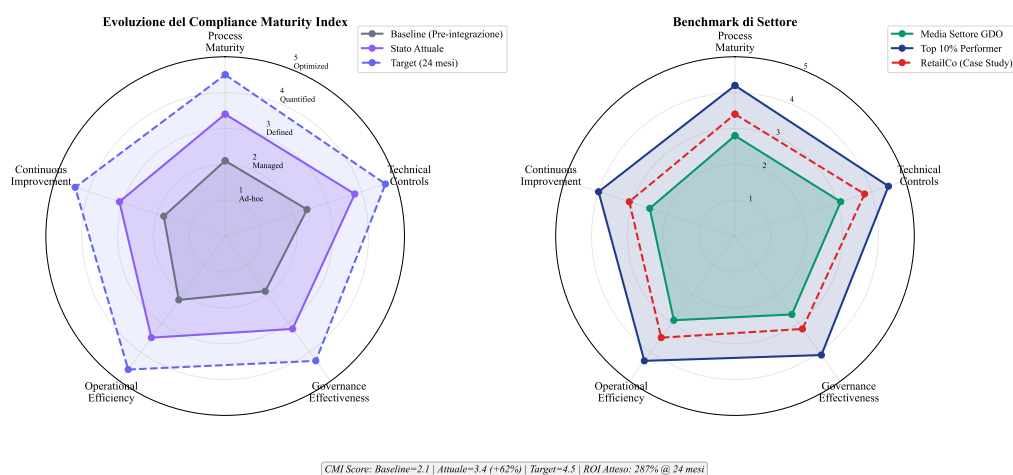 Evoluzione del Compliance Maturity Index
Process
Maturity
Baseline (Pre-integrazione)
Stato Attuale
Target (24 mesi)
5
Optimized
4
Quantified
3
Defined
2
Managed
1
Ad-hoc
Continuous
Improvement
Technical
Controls
Operational
Efficiency
Governance
Effectiveness
Benchmark di Settore
Process
Maturity
Media Settore GDO
Top 10% Performer
RetailCo (Case Study)
5
4
3
2
1
Continuous
Improvement
Technical
Controls
Operational
Efficiency
Governance
Effectiveness
CMI Score: Baseline=2.1 | Attuale=3.4 (+62%) | Target=4.5 | ROI Atteso: 287% @ 24 mesi